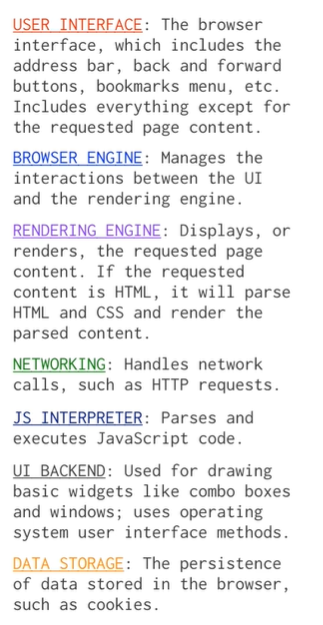 USER INTERFACE: The browser
interface, which includes the
address bar, back and forward
buttons, bookmarks menu, etc.
Includes everything except for
the requested page content.
BROWSER ENGINE: Manages the
interactions between the UI
and the rendering engine.
RENDERING ENGINE: Displays, or
renders, the requested page
content. If the requested
content is HTML, it will parse
HTML and CSS and render the
parsed content.
NETWORKING: Handles network
calls, such as HTTP requests.
JS INTERPRETER: Parses and
executes JavaScript code.
UI BACKEND: Used for drawing
basic widgets like combo boxes
and windows; uses operating
system user interface methods.
DATA STORAGE: The persistence
of data stored in the browser,
such as cookies.